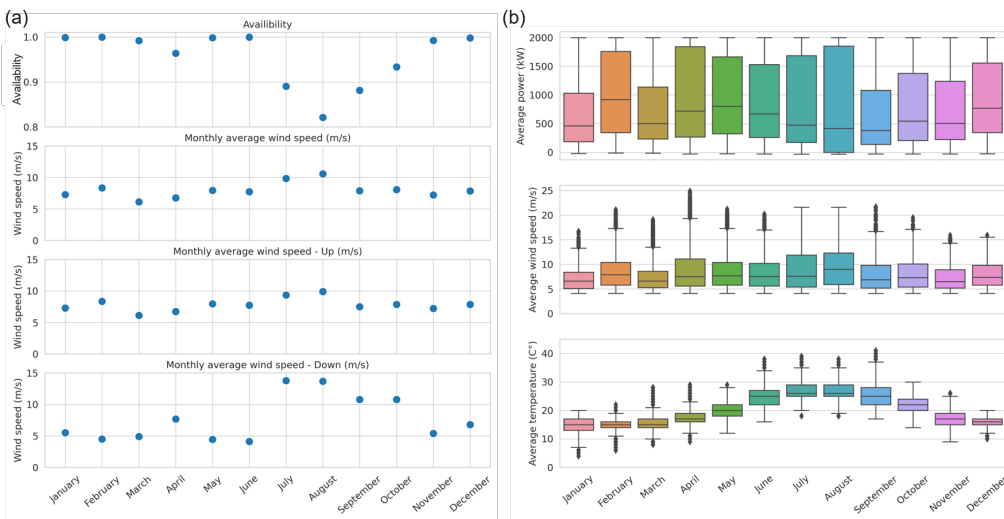 (a)
Availibility
1.0
0.9
0.8
Availability
Monthly average wind speed (m/s)
15
10
5
0
Wind speed (m/s)
Monthly average wind speed - Up (m/s)
15
10
5
0
Wind speed (m/s)
Monthly average wind speed - Down (m/s)
15
10
5
0
Wind speed (m/s)
January
February
March
April
May
June
July
August
September
October
November
December
(b)
2000
1500
1000
500
0
Average power (kW)
25
20
15
10
5
0
Average wind speed (m/s)
40
30
20
10
0
Average temperature (C°)
January
February
March
April
May
June
July
August
September
October
November
December